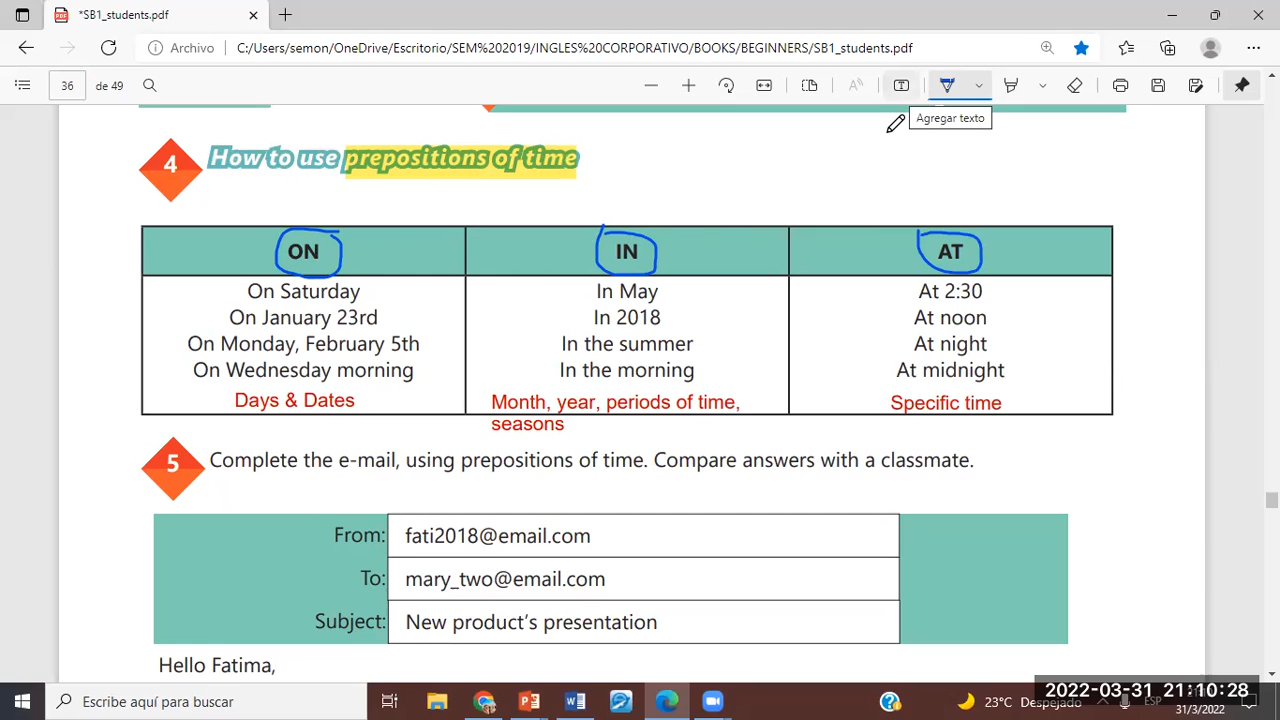 *SB1_students.pdf
Archivo
C:/Users/semon/OneDrive/Escritorio/SEM%202019/INGLES%20CORPORATIVO/BOOKS/BEGINNERS/SB1_students.pdf
36 de 49
Agregar texto
4 How to use prepositions of time
ON IN AT
On Saturday In May At 2:30
On January 23rd In 2018 At noon
On Monday, February 5th In the summer At night
On Wednesday morning In the morning At midnight
Days & Dates Month, year, periods of time, Specific time
seasons
5 Complete the e-mail, using prepositions of time. Compare answers with a classmate.
From: fati2018@email.com
To: mary_two@email.com
Subject: New product's presentation
Hello Fatima,
Escribe aquí para buscar
23°C Despejado
2022-03-31 21:10:28
ESP
31/3/2022